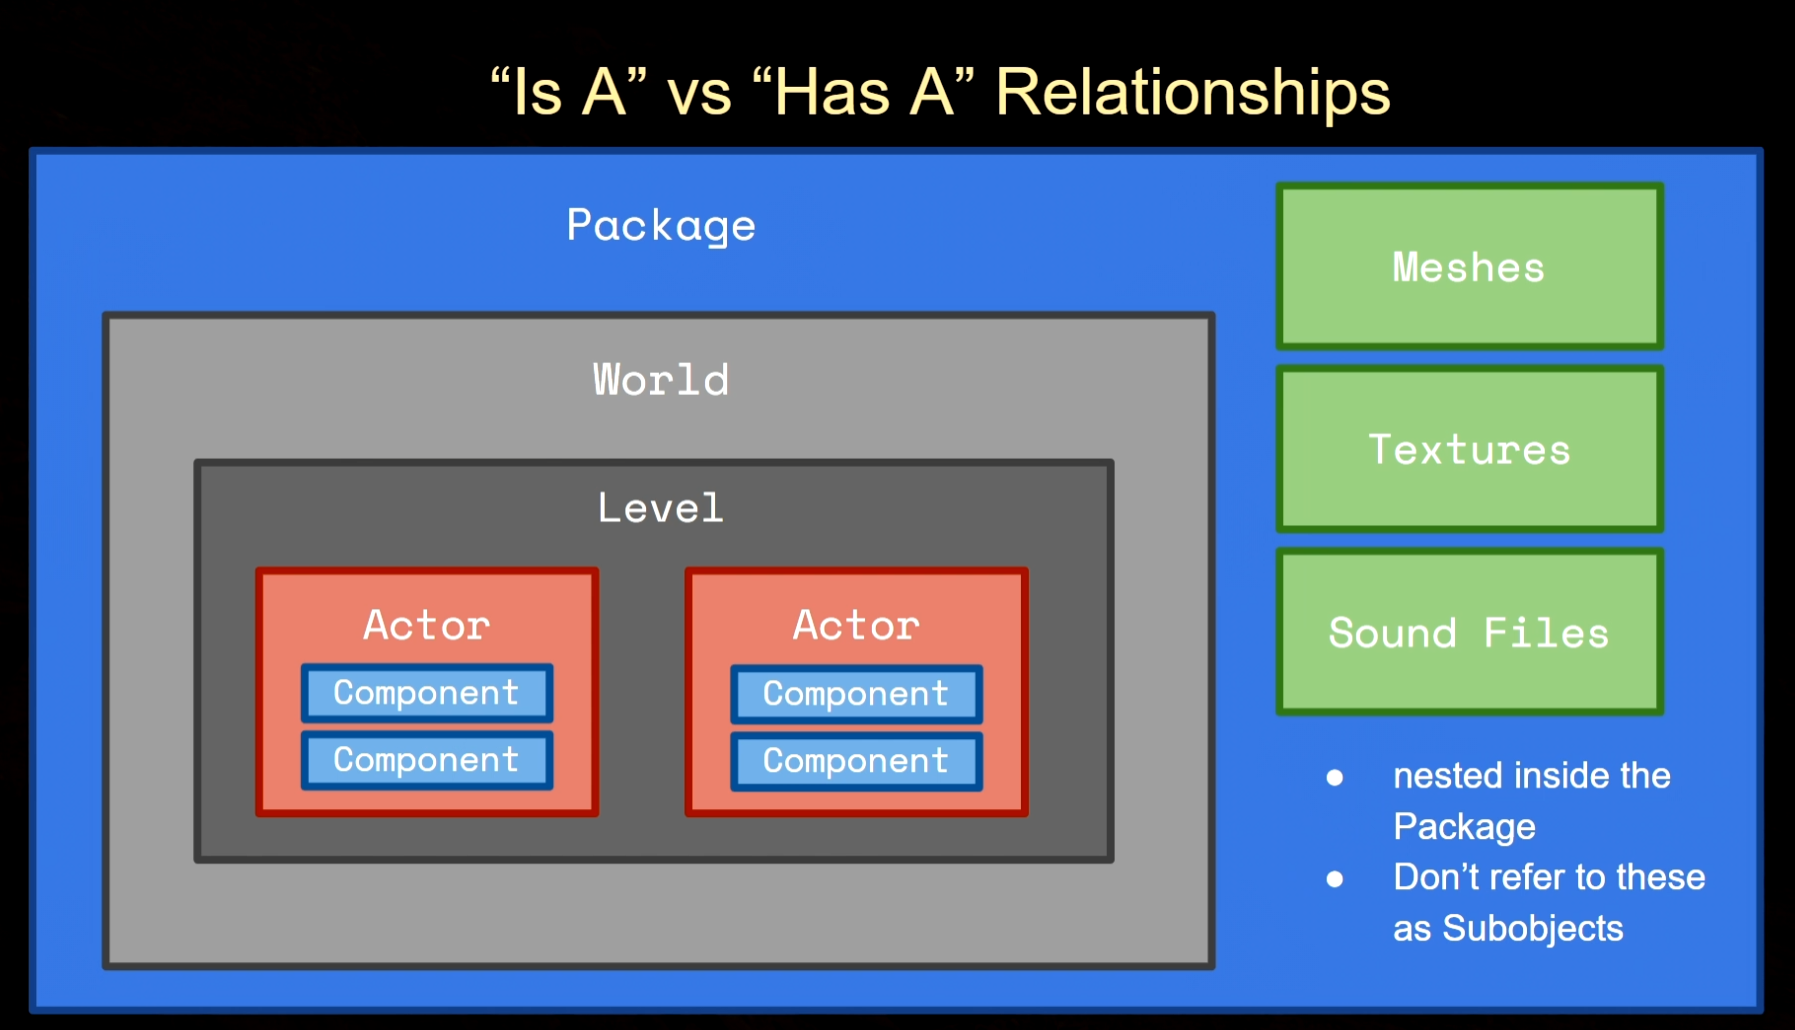 “Is A” vs “Has A” Relationships
Package
World
Level
Actor
Component
Component
Actor
Component
Component
Meshes
Textures
Sound Files
● nested inside the
Package
● Don’t refer to these
as Subobjects